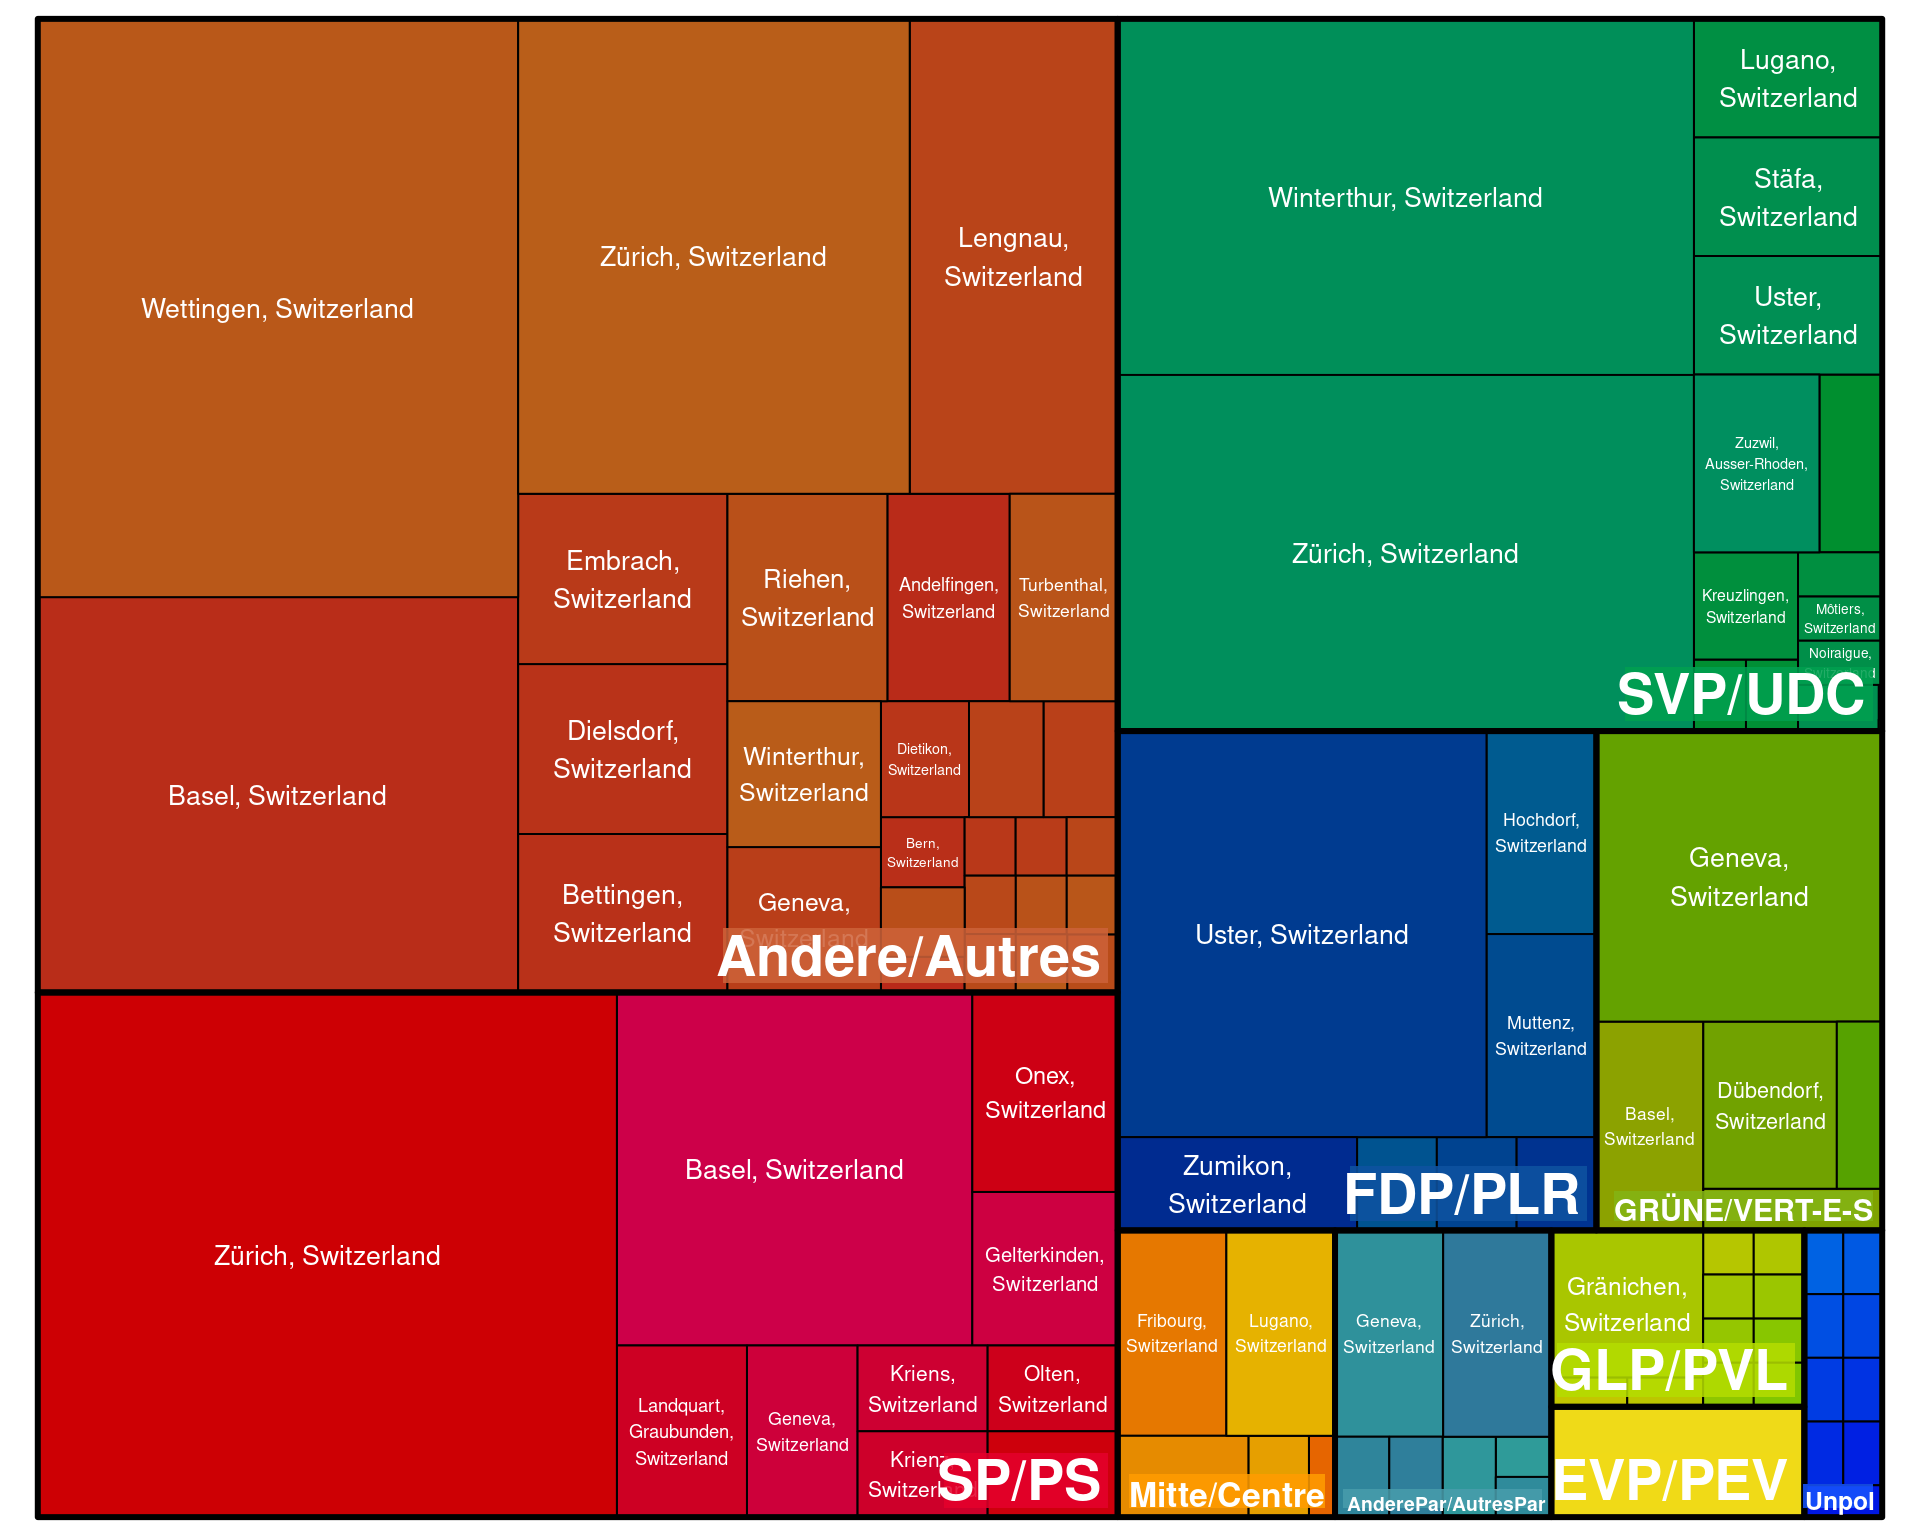 Wettingen, Switzerland
Zürich, Switzerland
Lengnau,
Switzerland
Basel, Switzerland
Embrach,
Switzerland
Riehen,
Switzerland
Andelfingen,
Switzerland
Turbenthal,
Switzerland
Dielsdorf,
Switzerland
Winterthur,
Switzerland
Dietikon,
Switzerland
Bern,
Switzerland
Bettingen,
Switzerland
Geneva,
Switzerland
Andere/Autres
Zürich, Switzerland
Basel, Switzerland
Onex,
Switzerland
Gelterkinden,
Switzerland
Landquart,
Graubunden,
Switzerland
Geneva,
Switzerland
Kriens,
Switzerland
Olten,
Switzerland
SP/PS
Winterthur, Switzerland
Lugano,
Switzerland
Stäfa,
Switzerland
Uster,
Switzerland
Zürich, Switzerland
Zuzwil,
Ausser-Rhoden,
Switzerland
Kreuzlingen,
Switzerland
Môtiers,
Switzerland
Noiraigue,
Switzerland
SVP/UDC
Uster, Switzerland
Hochdorf,
Switzerland
Muttenz,
Switzerland
Zumikon,
Switzerland
FDP/PLR
Geneva,
Switzerland
Basel,
Switzerland
Dübendorf,
Switzerland
GRÜNE/VERT-E-S
Fribourg,
Switzerland
Lugano,
Switzerland
Mitte/Centre
Geneva,
Switzerland
Zürich,
Switzerland
AnderePar/AutresPar
Gränichen,
Switzerland
GLP/PVL
EVP/PEV
Unpol